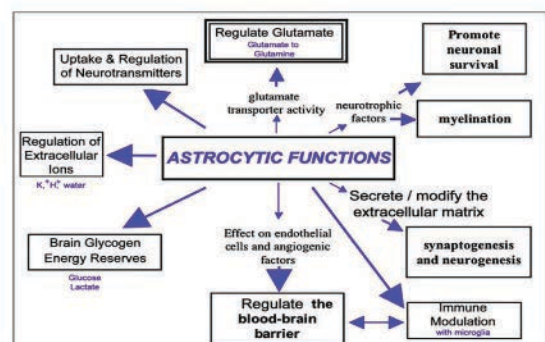 Regulate Glutamate
Glutamate to
Glutamine
Promote
neuronal
survival
Uptake & Regulation
of Neurotransmitters
glutamate
transporter activity
neurotrophic
factors
myelination
Regulation of
Extracellular
Ions
K,+H,+ water
ASTROCYTIC FUNCTIONS
Secrete / modify the
extracellular matrix
Brain Glycogen
Energy Reserves
Glucose
Lactate
Effect on endothelial
cells and angiogenic
factors
synaptogenesis
and neurogenesis
Regulate the
blood-brain
barrier
Immune
Modulation
with microglia